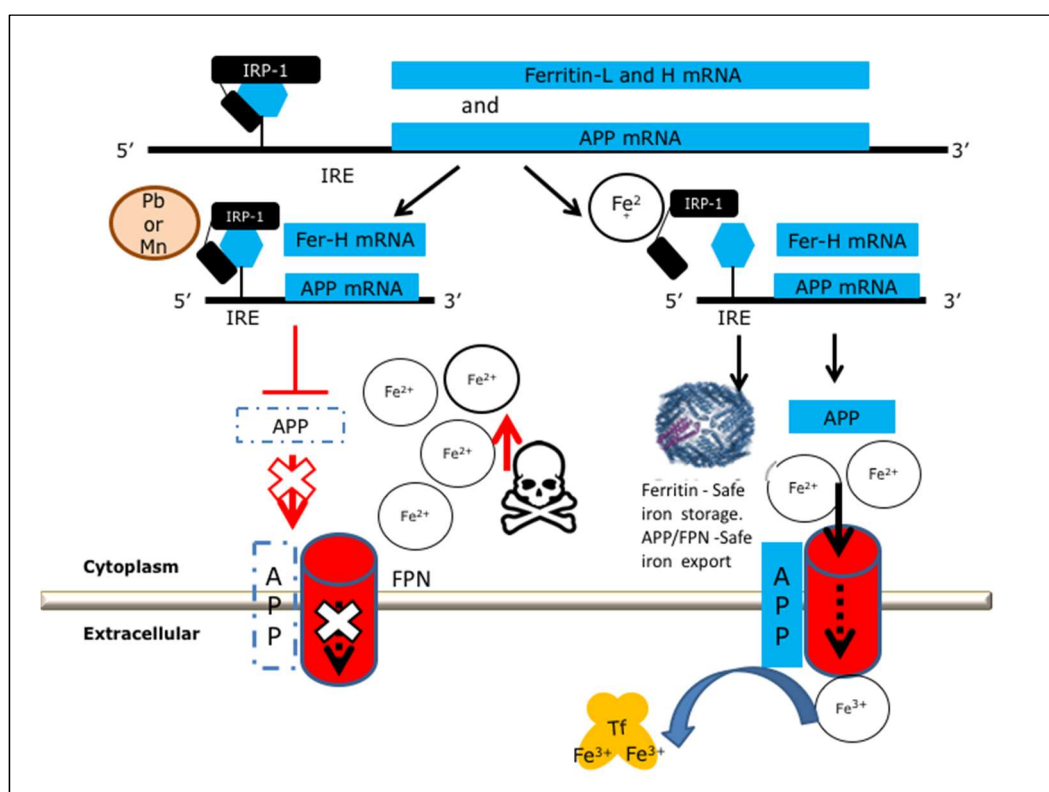 IRP-1
Ferritin-L and H mRNA
and
APP mRNA
5′
3′
IRE
Pb
or
Mn
IRP-1
Fer-H mRNA
APP mRNA
5′
3′
IRE
Fe2
+
IRP-1
Fer-H mRNA
APP mRNA
5′
3′
IRE
APP
Fe2+
Fe2+
Fe2+
Fe2+
APP
Fe2+
Fe2+
Ferritin - Safe
iron storage.
APP/FPN -Safe
iron export
Cytoplasm
Extracellular
A
P
P
FPN
A
P
P
Fe3+
Tf
Fe3+ Fe3+